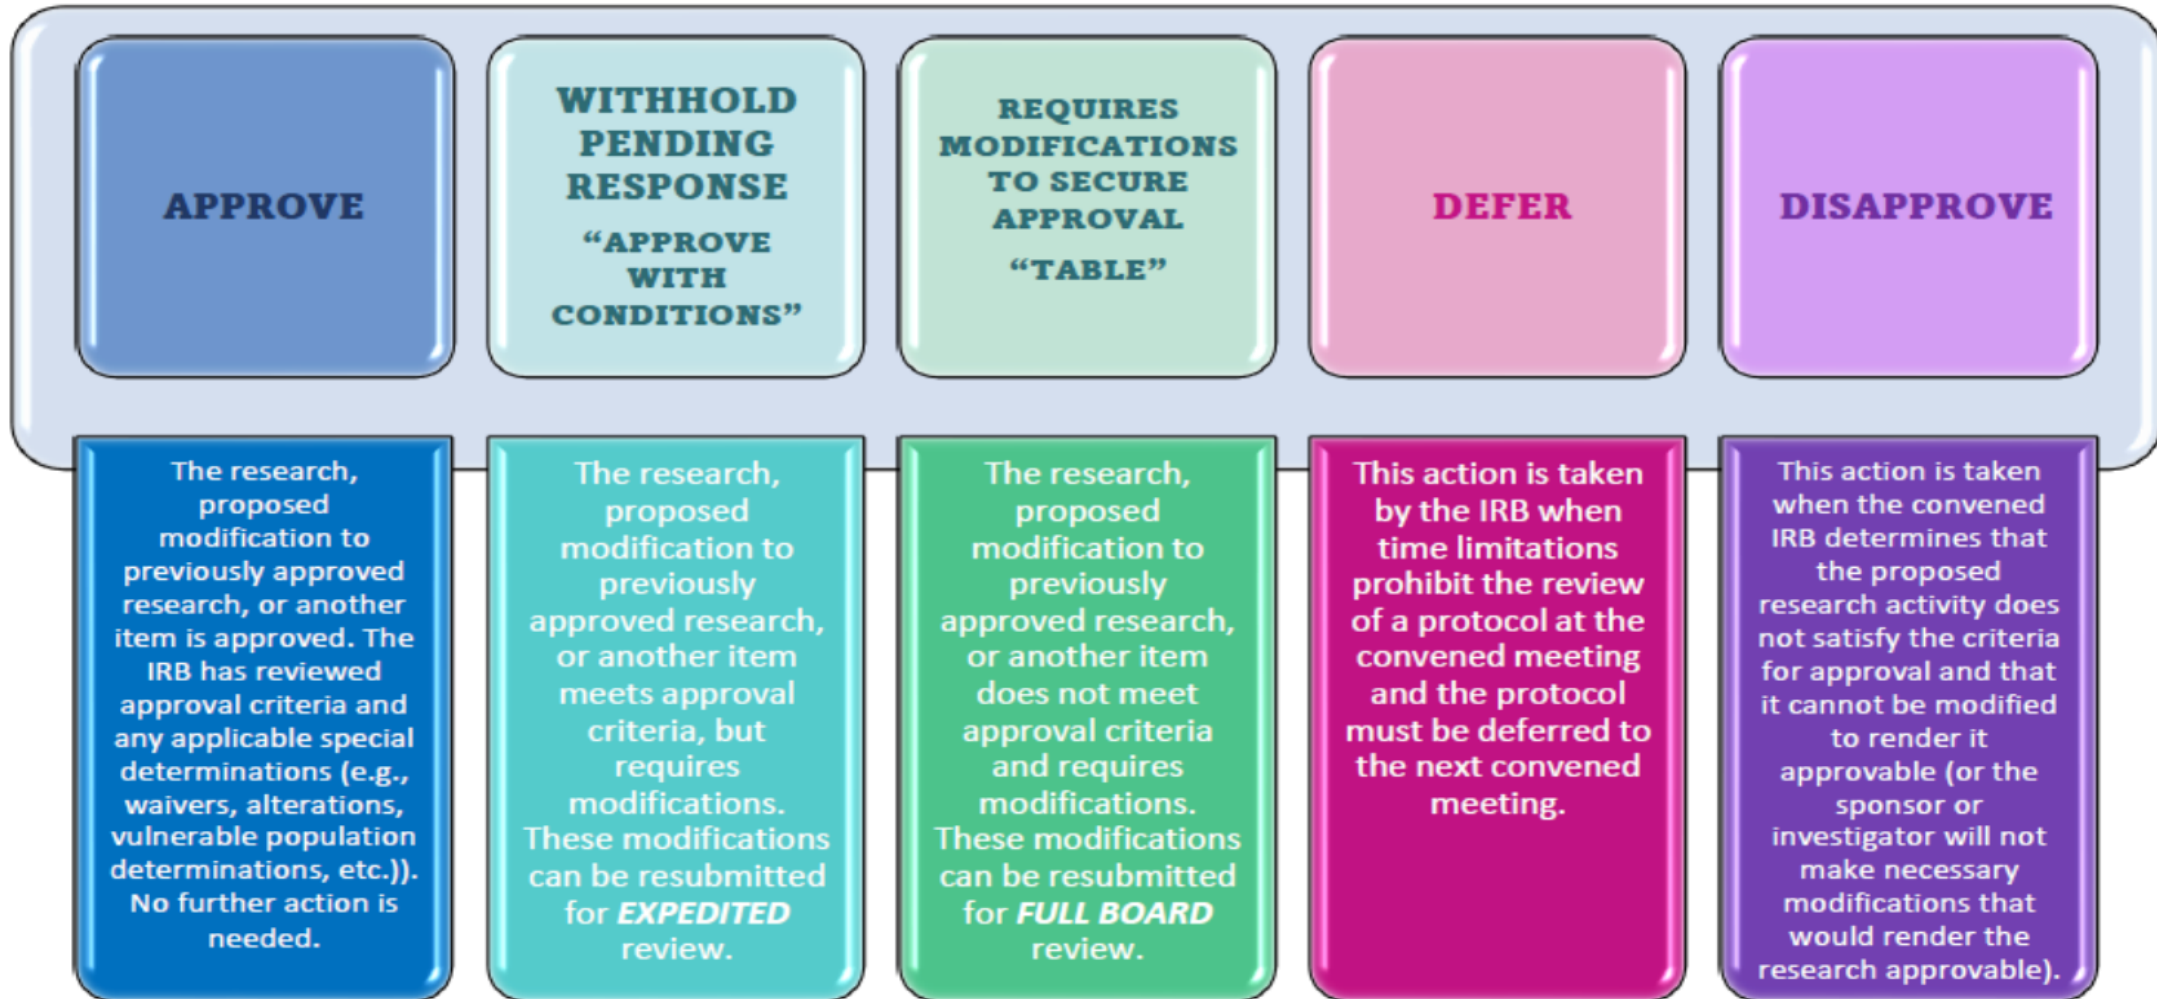 APPROVE
The research,
proposed
modification to
previously approved
research, or another
item is approved. The
IRB has reviewed
approval criteria and
any applicable special
determinations (e.g.,
waivers, alterations,
vulnerable population
determinations, etc.)).
No further action is
needed.
WITHHOLD
PENDING
RESPONSE
“APPROVE
WITH
CONDITIONS”
The research,
proposed
modification to
previously
approved research,
or another item
meets approval
criteria, but
requires
modifications.
These modifications
can be resubmitted
for EXPEDITED
review.
REQUIRES
MODIFICATIONS
TO SECURE
APPROVAL
“TABLE”
The research,
proposed
modification to
previously
approved research,
or another item
does not meet
approval criteria
and requires
modifications.
These modifications
can be resubmitted
for FULL BOARD
review.
DEFER
This action is taken
by the IRB when
time limitations
prohibit the review
of a protocol at the
convened meeting
and the protocol
must be deferred to
the next convened
meeting.
DISAPPROVE
This action is taken
when the convened
IRB determines that
the proposed
research activity does
not satisfy the criteria
for approval and that
it cannot be modified
to render it
approvable (or the
sponsor or
investigator will not
make necessary
modifications that
would render the
research approvable).